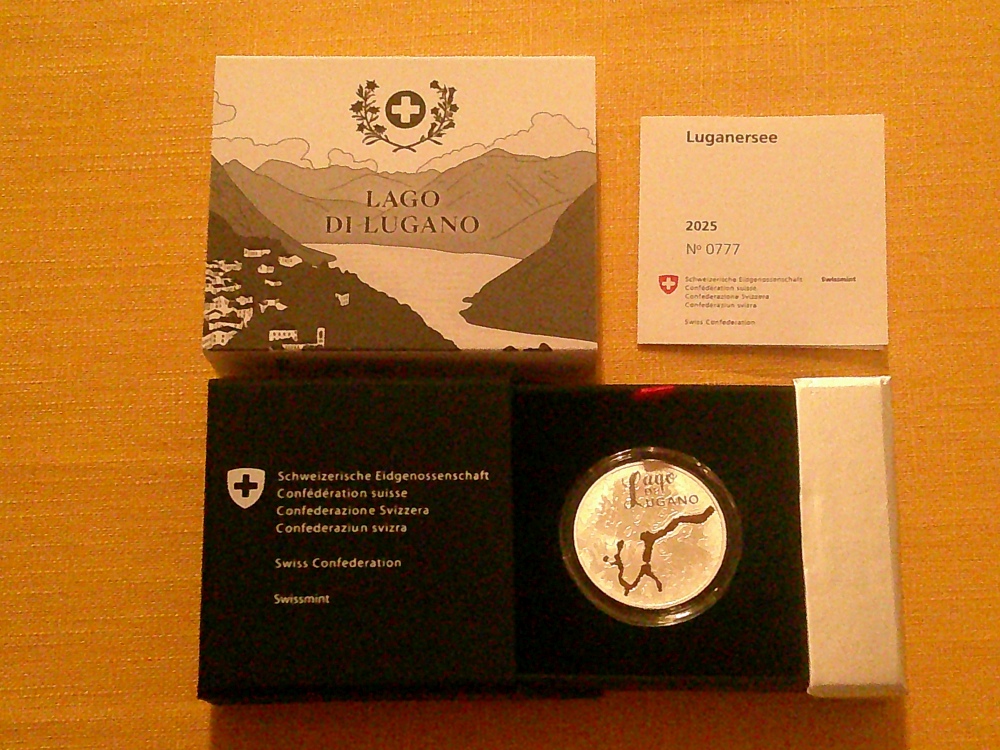 LAGO
DI LUGANO
Luganersee
2025
Nº 0777
Schweizerische Eidgenossenschaft
Confédération suisse
Confederazione Svizzera
Confederaziun svizra
Swiss Confederation
Swissmint
Schweizerische Eidgenossenschaft
Confédération suisse
Confederazione Svizzera
Confederaziun svizra
Swiss Confederation
Swissmint
Lago
DI
LUGANO